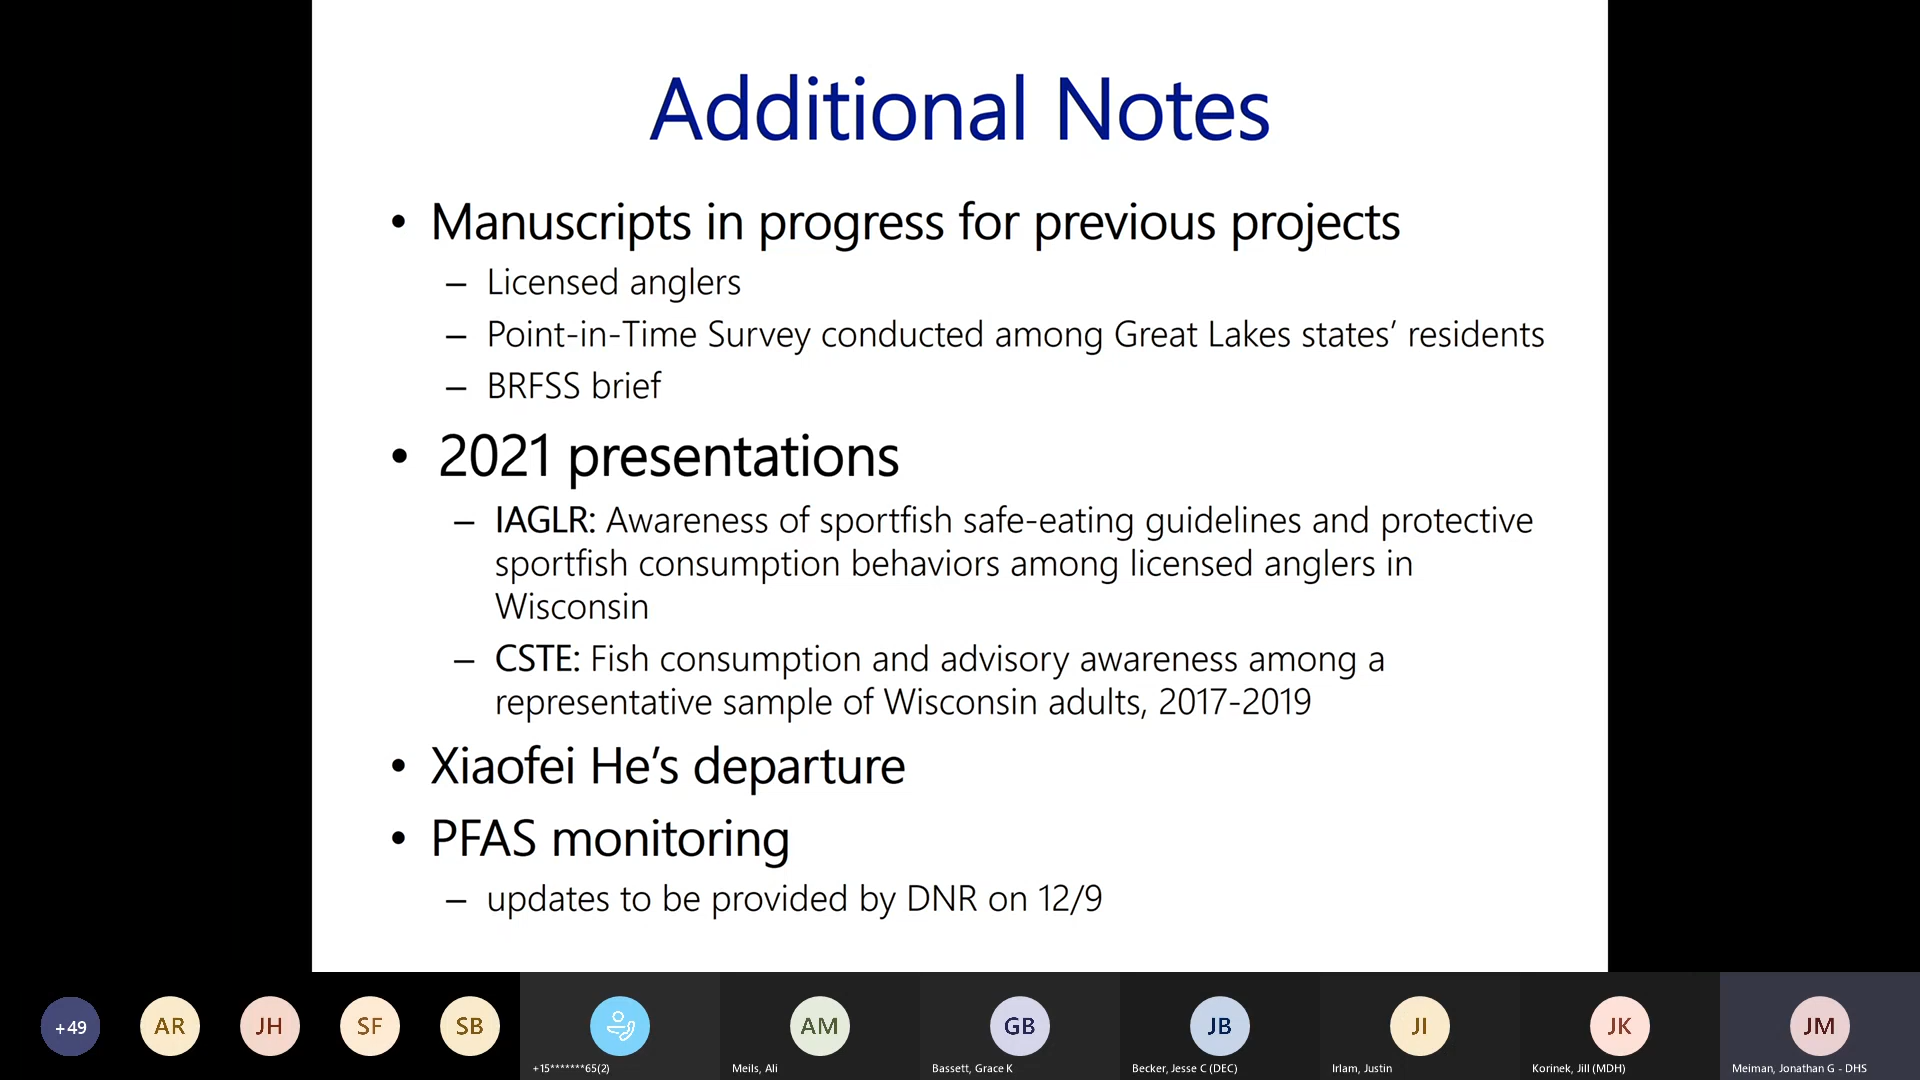 Additional Notes
• Manuscripts in progress for previous projects
– Licensed anglers
– Point-in-Time Survey conducted among Great Lakes states’ residents
– BRFSS brief
• 2021 presentations
– IAGLR: Awareness of sportfish safe-eating guidelines and protective
sportfish consumption behaviors among licensed anglers in
Wisconsin
– CSTE: Fish consumption and advisory awareness among a
representative sample of Wisconsin adults, 2017-2019
• Xiaofei He’s departure
• PFAS monitoring
– updates to be provided by DNR on 12/9
+49 AR JH SF SB AM GB JB JI JK JM
+15*******65(2) Meils, Ali Bassett, Grace K Becker, Jesse C (DEC) Irlam, Justin Korinek, Jill (MDH) Meiman, Jonathan G - DHS